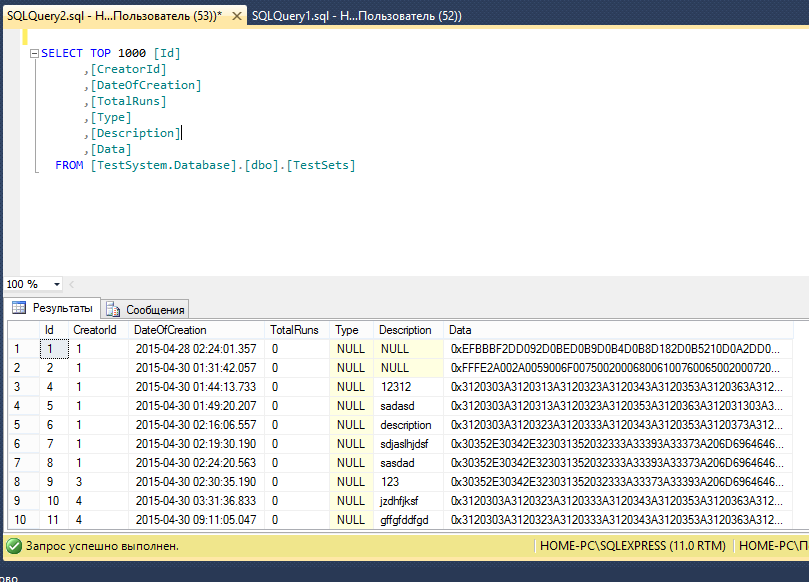 SQLQuery2.sql - H...Пользователь (53))* SQLQuery1.sql - H...Пользователь (52))
SELECT TOP 1000 [Id]
,[CreatorId]
,[DateOfCreation]
,[TotalRuns]
,[Type]
,[Description]
,[Data]
FROM [TestSystem.Database].[dbo].[TestSets]
100 %
Результаты Сообщения
Id CreatorId DateOfCreation TotalRuns Type Description Data
1 1 1 2015-04-28 02:24:01.357 0 NULL NULL 0xEFBBBF2DD092D0BED0B9D0B4D0B8D182D0B5210D0A2DD0...
2 2 1 2015-04-30 01:31:42.057 0 NULL NULL 0xFFFE2A002A0059006F00750020006800610076006500200072​0...
3 4 1 2015-04-30 01:44:13.733 0 NULL 12312 0x3120303A3120313A3120323A3120343A3120353A3120363A312...
4 5 1 2015-04-30 01:49:20.207 0 NULL sadasd 0x3120303A3120313A3120323A3120353A3120363A312031303A3...
5 6 1 2015-04-30 02:16:06.557 0 NULL description 0x3120303A3120323A3120333A3120343A3120353A3120373A312...
6 7 1 2015-04-30 02:19:30.190 0 NULL sdjaslhjdsf 0x30352E30342E323031352032333A33393A33373A206D6964646...
7 8 1 2015-04-30 02:24:20.563 0 NULL sasdad 0x30352E30342E323031352032333A33393A33373A206D6964646...
8 9 3 2015-04-30 02:30:35.190 0 NULL 123 0x30352E30342E323031352032333A33373A33393A206D6964646...
9 10 4 2015-04-30 03:31:36.833 0 NULL jzdhfjksf 0x3120303A3120323A3120333A3120343A3120353A3120363A312...
10 11 4 2015-04-30 09:11:05.047 0 NULL gffgfddfgd 0x3120303A3120323A3120333A3120343A3120353A3120363A312...
Запрос успешно выполнен. HOME-PC\SQLEXPRESS (11.0 RTM) HOME-PC\П
ово